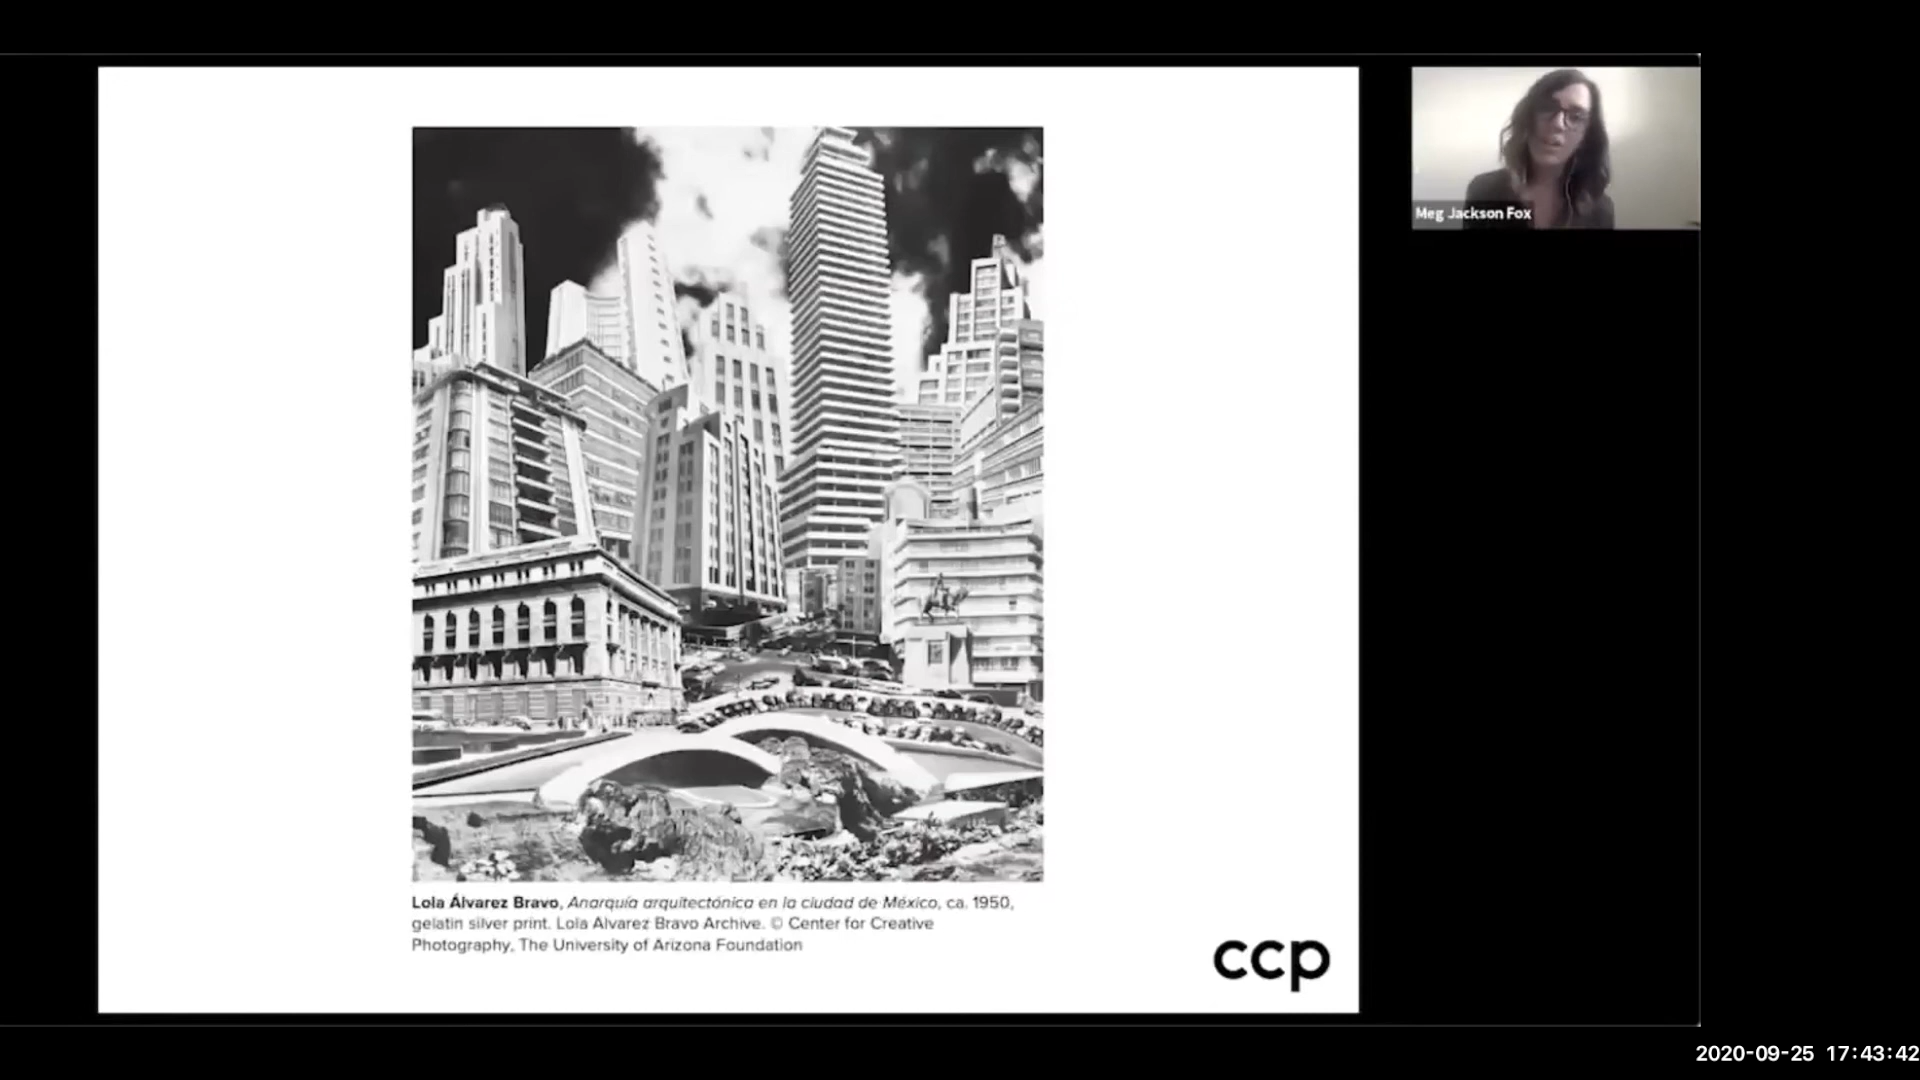 Meg Jackson Fox
Lola Álvarez Bravo, Anarquía arquitectónica en la ciudad de México, ca. 1950,
gelatin silver print. Lola Álvarez Bravo Archive. © Center for Creative
Photography, The University of Arizona Foundation
ccp
2020-09-25 17:43:42